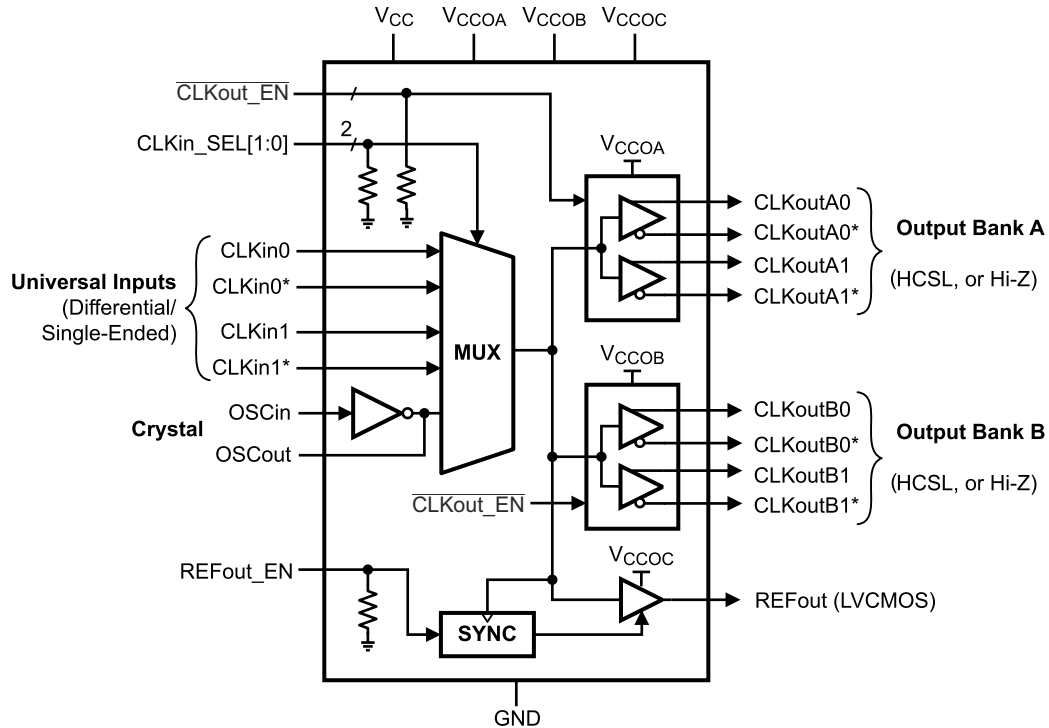 VCC VCCOA VCCOB VCCOC
CLKout_EN
2
CLKin_SEL[1:0]
VCCOA
CLKoutA0
CLKoutA0*
CLKoutA1
CLKoutA1*
Output Bank A
(HCSL, or Hi-Z)
Universal Inputs
(Differential/
Single-Ended)
CLKin0
CLKin0*
CLKin1
CLKin1*
MUX
Crystal
OSCin
OSCout
VCCOB
CLKoutB0
CLKoutB0*
CLKoutB1
CLKoutB1*
Output Bank B
(HCSL, or Hi-Z)
CLKout_EN
REFout_EN
SYNC
VCCOC
REFout (LVCMOS)
GND